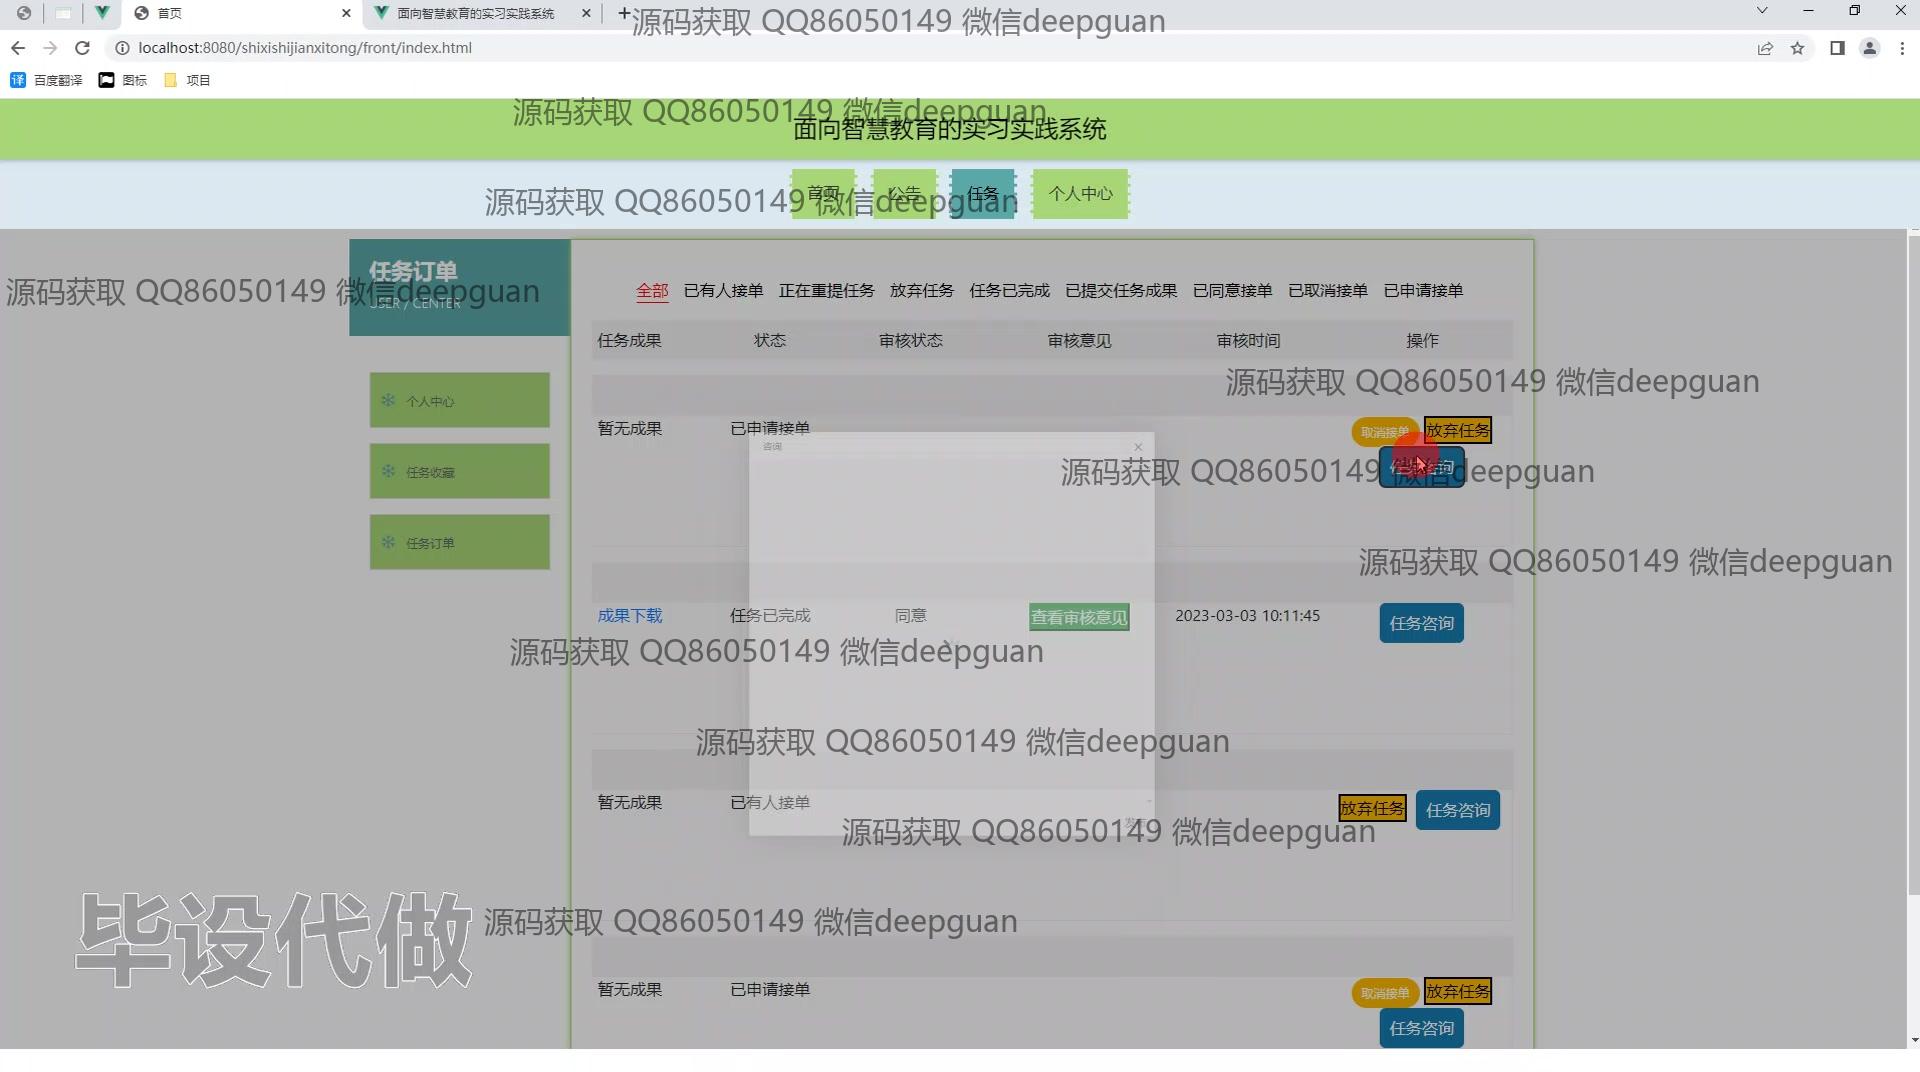 首页
面向智慧教育的实习实践系统
源码获取 QQ86050149 微信deepguan
localhost:8080/shixishijianxitong/front/index.html
译 百度翻译 图标 项目
源码获取 QQ86050149 微信deepguan
面向智慧教育的实习实践系统
首页 公告 任务 个人中心
源码获取 QQ86050149 微信deepguan
任务订单
USER / CENTER
源码获取 QQ86050149 微信deepguan
全部 已有人接单 正在重提任务 放弃任务 任务已完成 已提交任务成果 已同意接单 已取消接单 已申请接单
任务成果 状态 审核状态 审核意见 审核时间 操作
源码获取 QQ86050149 微信deepguan
个人中心
暂无成果 已申请接单 取消接单 放弃任务
咨询
任务咨询
源码获取 QQ86050149 微信deepguan
任务收藏
任务订单
源码获取 QQ86050149 微信deepguan
成果下载 任务已完成 同意 查看审核意见 2023-03-03 10:11:45 任务咨询
源码获取 QQ86050149 微信deepguan
源码获取 QQ86050149 微信deepguan
暂无成果 已有人接单 放弃任务 任务咨询
源码获取 QQ86050149 微信deepguan
毕设代做
源码获取 QQ86050149 微信deepguan
暂无成果 已申请接单 取消接单 放弃任务
任务咨询